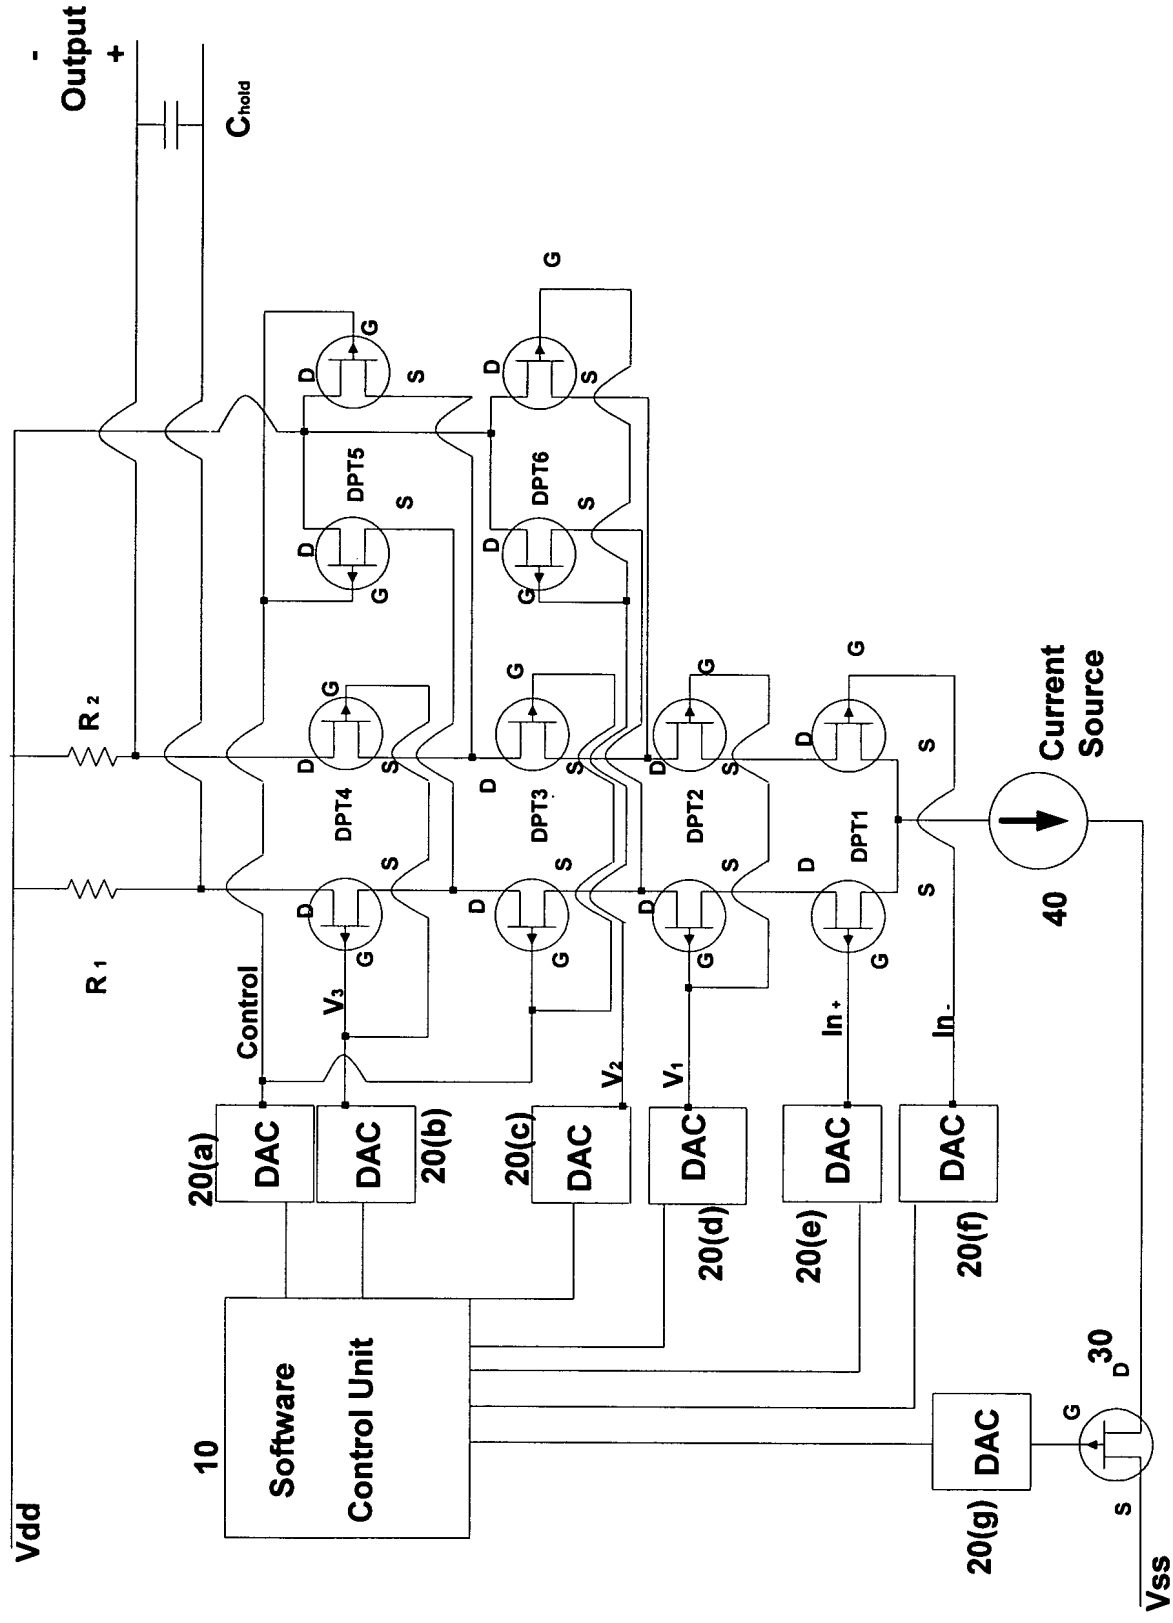 Vdd
R 1
R 2
-
Output
+
Chold
Control
V3
D
G
S
DPT4
D
G
S
D
G
S
DPT5
D
G
S
D
G
S
DPT3
D
G
S
D
G
S
DPT6
D
G
S
V2
V1
D
G
S
DPT2
D
G
S
In +
In -
D
G
S
DPT1
D
G
S
20(a)
DAC
DAC
20(b)
20(c)
DAC
DAC
20(d)
DAC
20(e)
DAC
20(f)
10
Software
Control Unit
DAC
20(g)
G
S
D
30
40
Current
Source
Vss